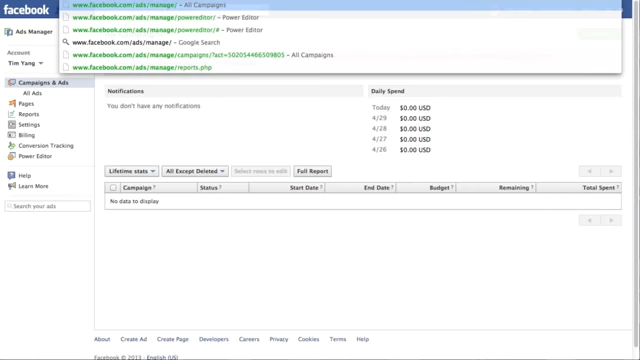 facebook
www.facebook.com/ads/manage/ – All Campaigns
www.facebook.com/ads/manage/powereditor/ – Power Editor
www.facebook.com/ads/manage/powereditor/# – Power Editor
www.facebook.com/ads/manage/ – Google Search
www.facebook.com/ads/manage/campaigns/?act=502054466509805 – All Campaigns
www.facebook.com/ads/manage/reports.php
Ads Manager
Account
Tim Yang
Campaigns & Ads
All Ads
Pages
Reports
Settings
Billing
Conversion Tracking
Power Editor
Help
Learn More
Search your ads
Notifications
You don't have any notifications
Daily Spend
Today $0.00 USD
4/29 $0.00 USD
4/28 $0.00 USD
4/27 $0.00 USD
4/26 $0.00 USD
Lifetime stats All Except Deleted Select rows to edit Full Report
Campaign ? Status ? Start Date ? End Date ? Budget ? Remaining ? Total Spent ?
No data to display
About Create Ad Create Page Developers Careers Privacy Cookies Terms Help
Facebook © 2013 · English (US)